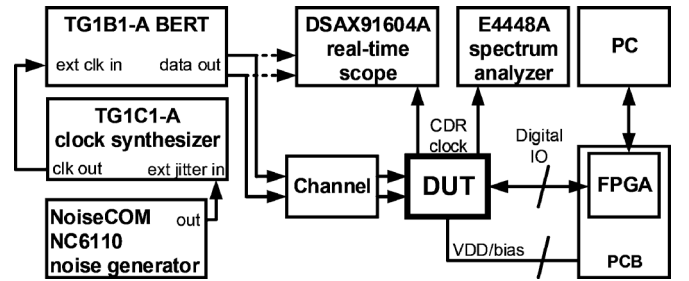 TG1B1-A BERT
ext clk in
data out
DSAX91604A
real-time
scope
E4448A
spectrum
analyzer
PC
TG1C1-A
clock synthesizer
clk out
ext jitter in
NoiseCOM
out
NC6110
noise generator
Channel
CDR
clock
DUT
Digital
IO
FPGA
VDD/bias
PCB